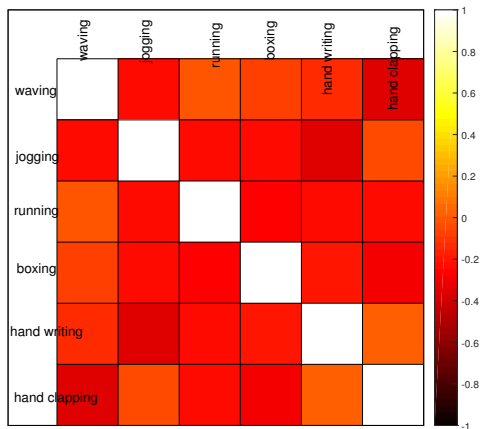 waving
jogging
running
boxing
hand writing
hand clapping
waving
jogging
running
boxing
hand writing
hand clapping
1
0.8
0.6
0.4
0.2
0
-0.2
-0.4
-0.6
-0.8
-1